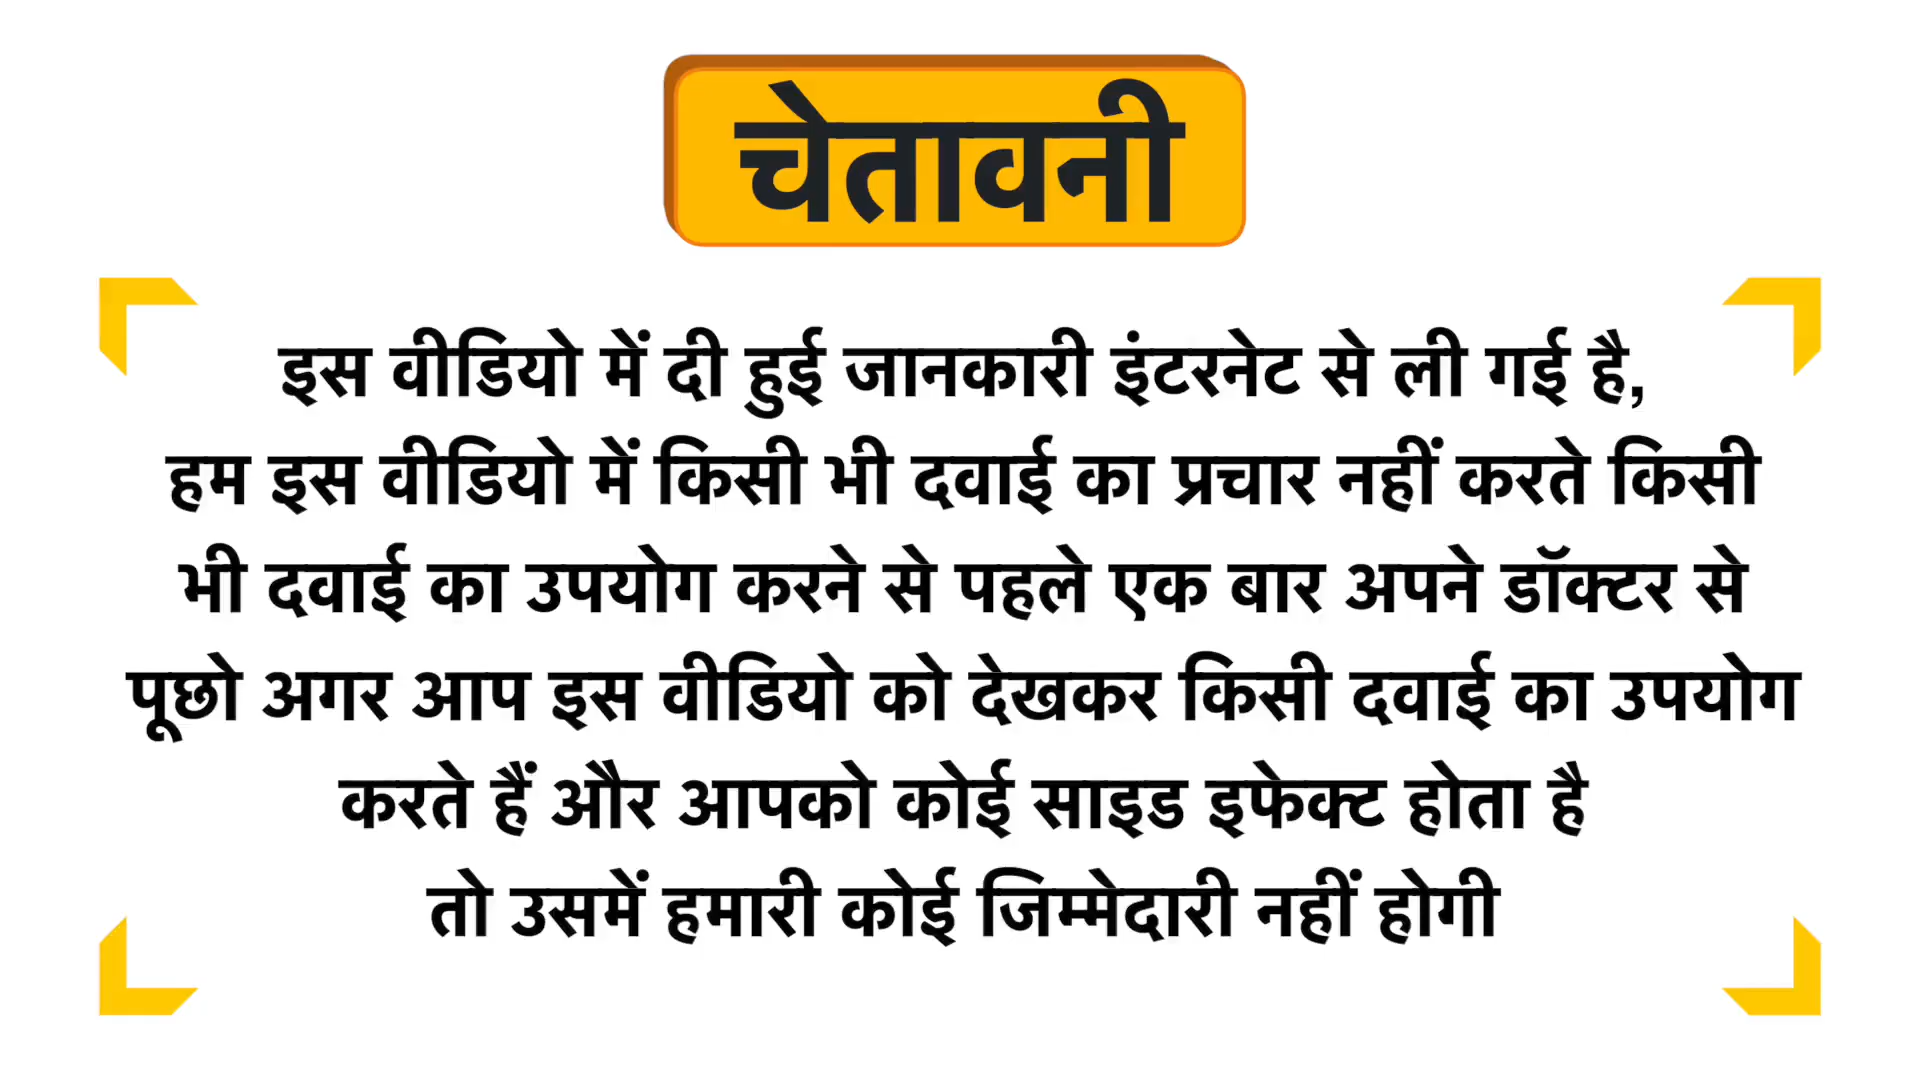 चेतावनी
इस वीडियो में दी हुई जानकारी इंटरनेट से ली गई है,
हम इस वीडियो में किसी भी दवाई का प्रचार नहीं करते किसी
भी दवाई का उपयोग करने से पहले एक बार अपने डॉक्टर से
पूछो अगर आप इस वीडियो को देखकर किसी दवाई का उपयोग
करते हैं और आपको कोई साइड इफेक्ट होता है
तो उसमें हमारी कोई जिम्मेदारी नहीं होगी